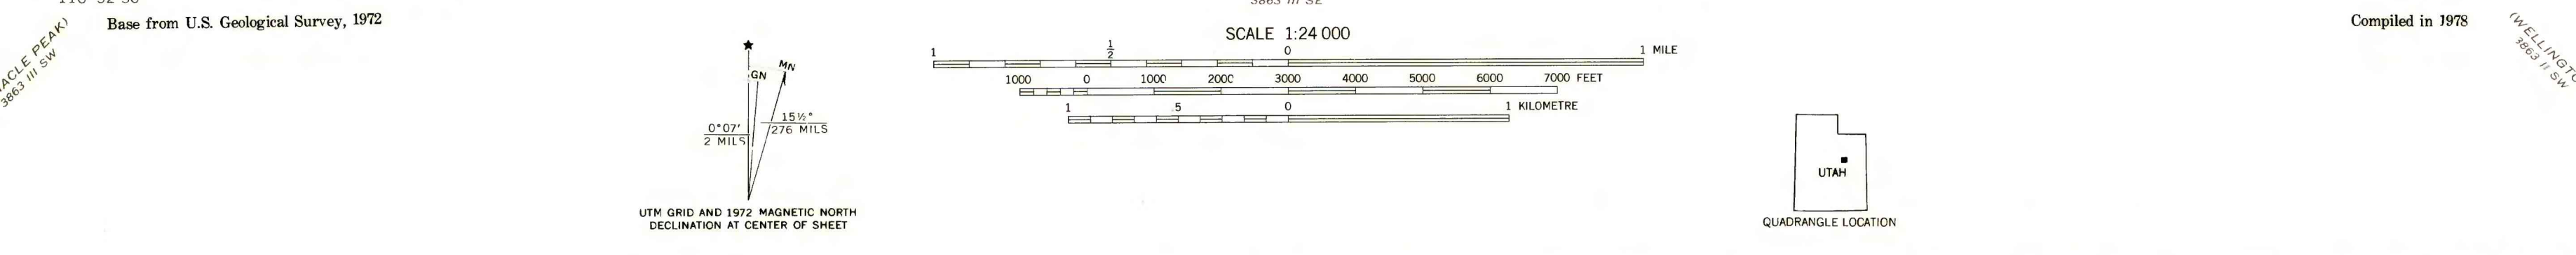 Base from U.S. Geological Survey, 1972
3863 III SW
SCALE 1:24 000
1 ½ 0 1 MILE
1000 0 1000 2000 3000 4000 5000 6000 7000 FEET
1 .5 0 1 KILOMETRE
GN MN
0°07' 15½°
2 MILS 276 MILS
UTM GRID AND 1972 MAGNETIC NORTH
DECLINATION AT CENTER OF SHEET
UTAH
QUADRANGLE LOCATION
Compiled in 1978
3863 II SW